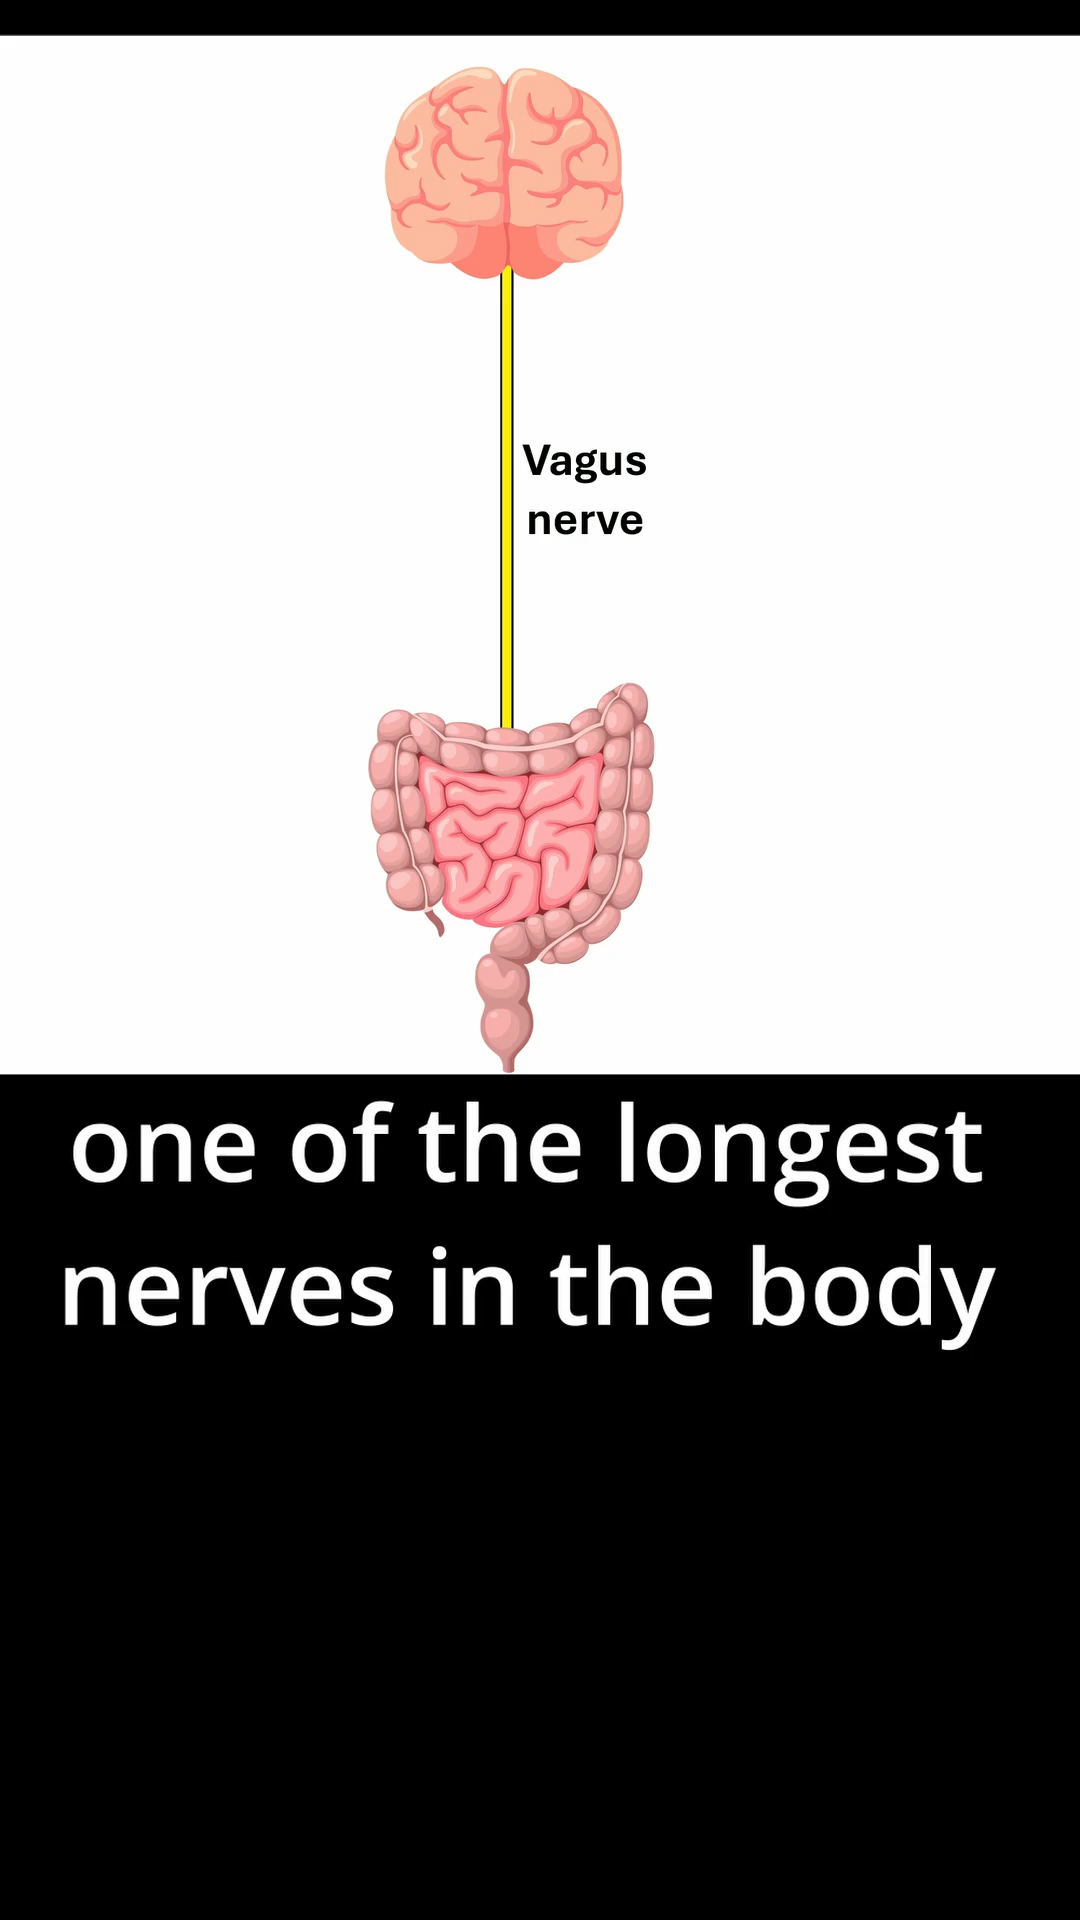 Vagus
nerve
one of the longest
nerves in the body